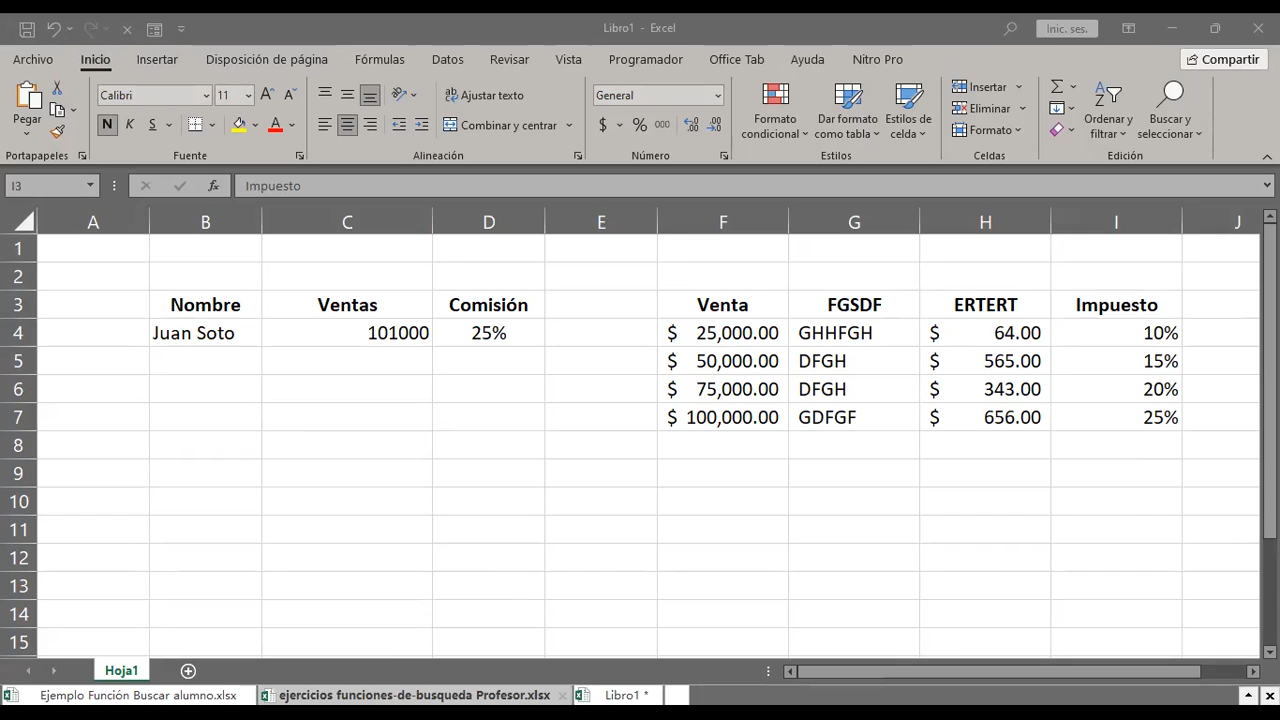 Libro1 - Excel
Inic. ses.
Archivo Inicio Insertar Disposición de página Fórmulas Datos Revisar Vista Programador Office Tab Ayuda Nitro Pro Compartir
Pegar
Calibri 11
N K S
Ajustar texto
Combinar y centrar
General
$ % 000
Formato condicional
Dar formato como tabla
Estilos de celda
Insertar
Eliminar
Formato
Ordenar y filtrar
Buscar y seleccionar
Portapapeles Fuente Alineación Número Estilos Celdas Edición
I3 fx Impuesto
A B C D E F G H I J
1
2
3 Nombre Ventas Comisión Venta FGSDF ERTERT Impuesto
4 Juan Soto 101000 25% $ 25,000.00 GHHFGH $ 64.00 10%
5 $ 50,000.00 DFGH $ 565.00 15%
6 $ 75,000.00 DFGH $ 343.00 20%
7 $ 100,000.00 GDFGF $ 656.00 25%
8
9
10
11
12
13
14
15
Hoja1
Ejemplo Función Buscar alumno.xlsx ejercicios funciones-de-busqueda Profesor.xlsx Libro1 *